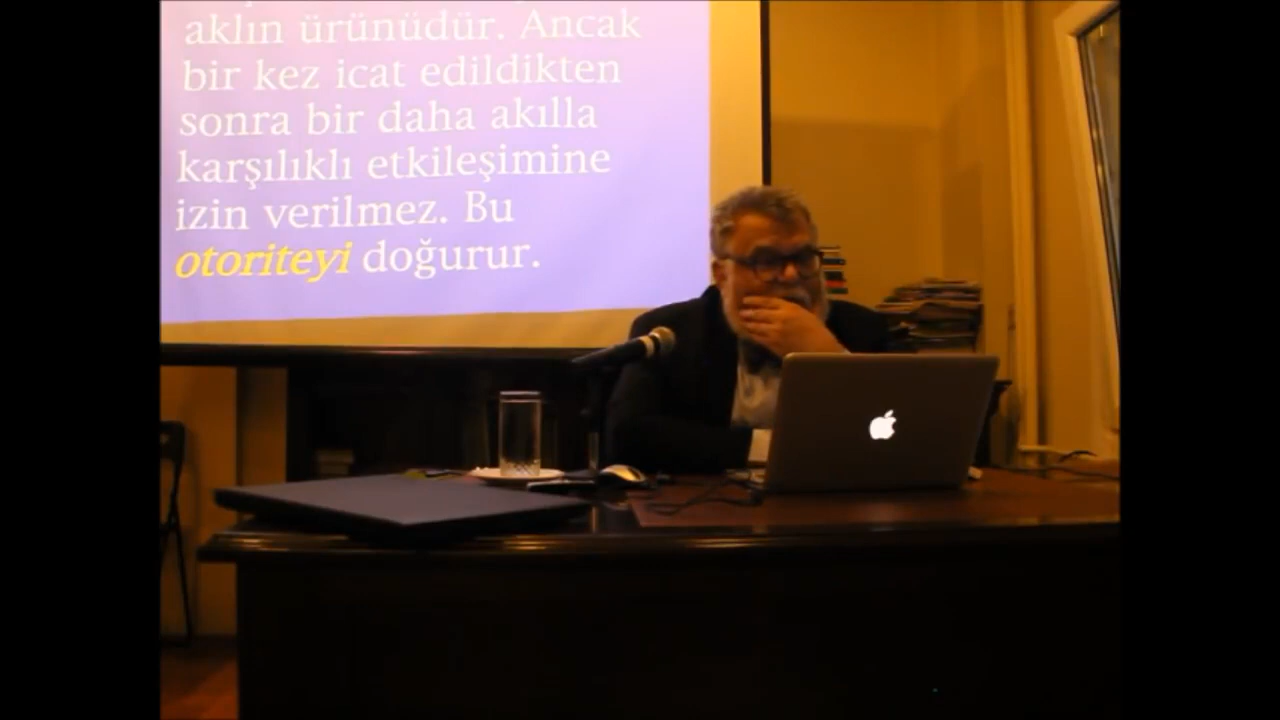 aklın ürünüdür. Ancak
bir kez icat edildikten
sonra bir daha akılla
karşılıklı etkileşimine
izin verilmez. Bu
otoriteyi doğurur.